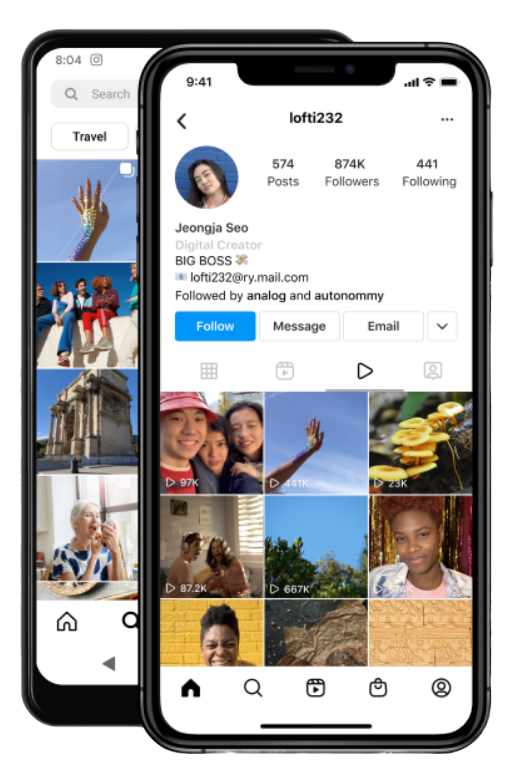 8:04
Search
Travel
9:41
lofti232
...
574 874K 441
Posts Followers Following
Jeongja Seo
Digital Creator
BIG BOSS 💸
📧 lofti232@ry.mail.com
Followed by analog and autonommy
Follow Message Email
97K 441K 23K
87.2K 667K